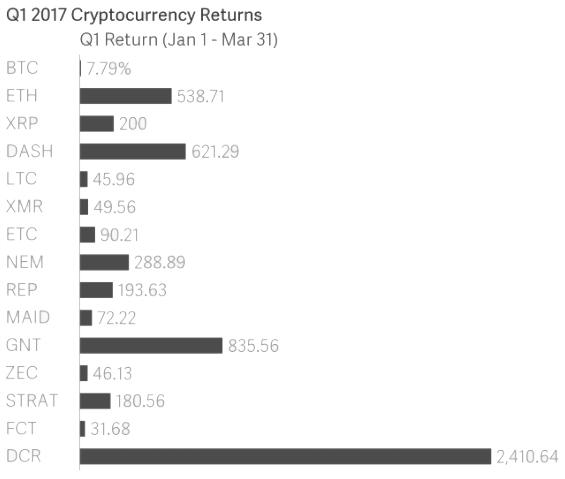 Q1 2017 Cryptocurrency Returns
Q1 Return (Jan 1 - Mar 31)
BTC 7.79%
ETH 538.71
XRP 200
DASH 621.29
LTC 45.96
XMR 49.56
ETC 90.21
NEM 288.89
REP 193.63
MAID 72.22
GNT 835.56
ZEC 46.13
STRAT 180.56
FCT 31.68
DCR 2,410.64